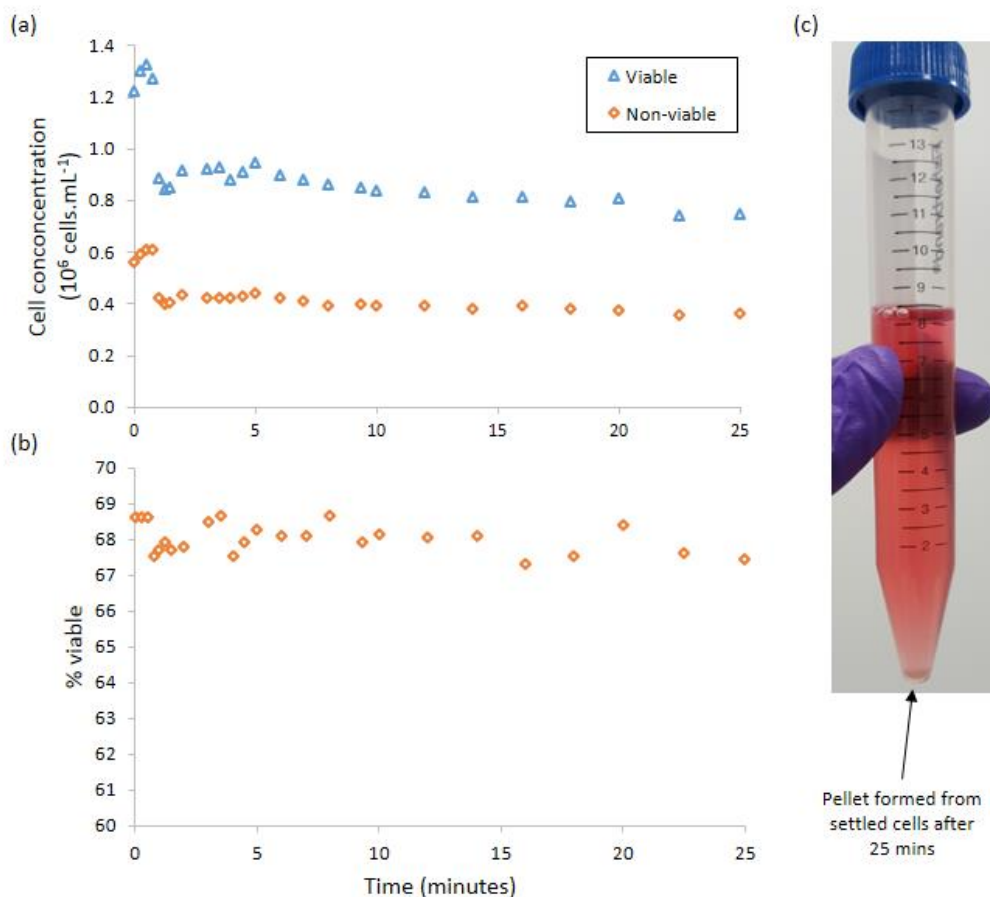 (a)
1.4
1.2
1.0
0.8
0.6
0.4
0.2
0.0
Cell conconcentration
(10⁶ cells.mL⁻¹)
Viable
Non-viable
0 5 10 15 20 25
(b)
70
69
68
67
66
65
64
63
62
61
60
% viable
0 5 10 15 20 25
Time (minutes)
(c)
13
12
11
10
9
8
7
4
3
2
Pellet formed from
settled cells after
25 mins